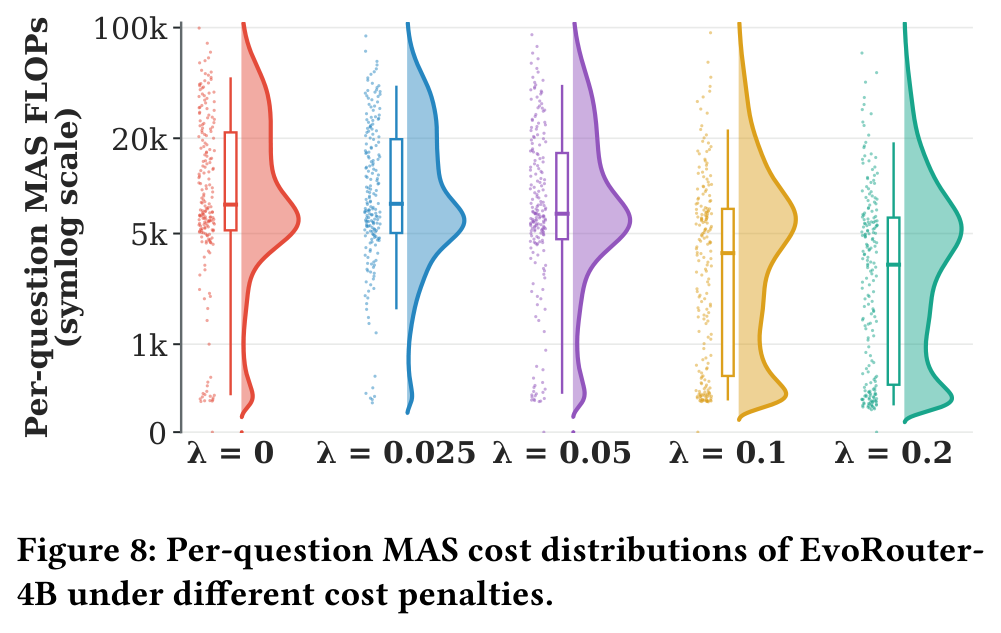 Per-question MAS FLOPs
(symlog scale)
100k
20k
5k
1k
0
λ = 0 λ = 0.025 λ = 0.05 λ = 0.1 λ = 0.2
Figure 8: Per-question MAS cost distributions of EvoRouter-
4B under different cost penalties.